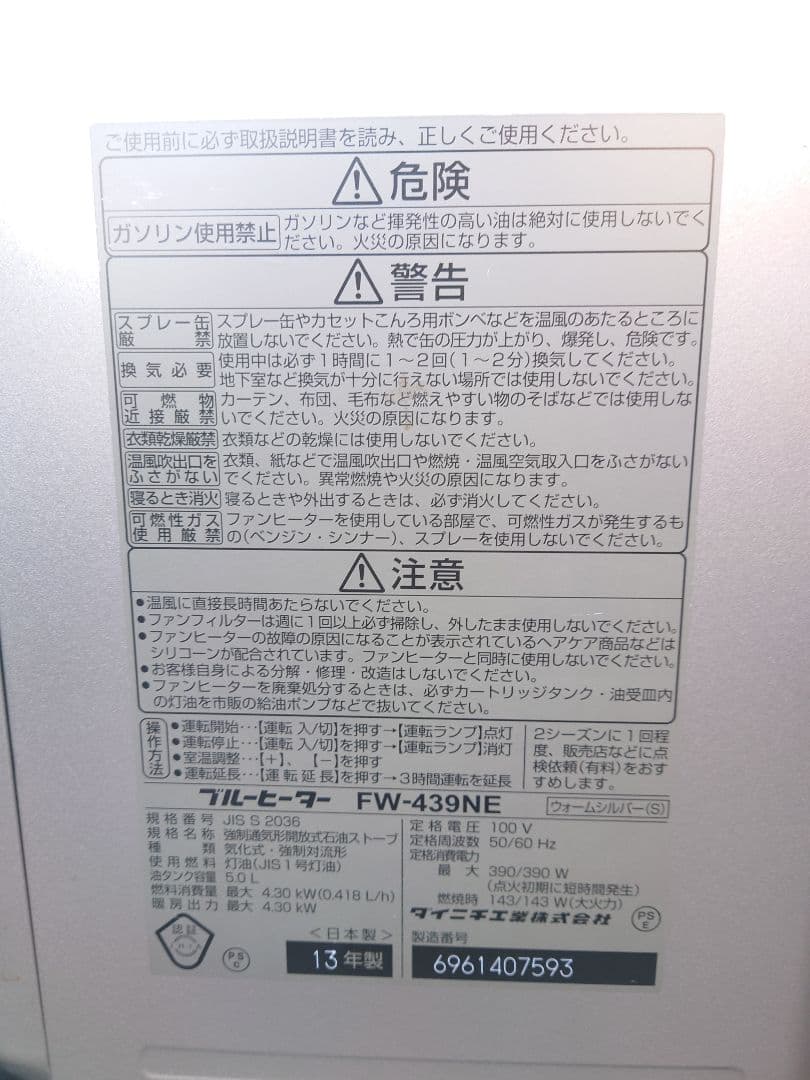 ご使用前に必ず取扱説明書を読み、正しくご使用ください。
危険
ガソリン使用禁止
ガソリンなど揮発性の高い油は絶対に使用しないでく
ださい。火災の原因になります。
警告
スプレー缶
厳禁
スプレー缶やカセットこんろ用ボンベなどを温風のあたるところに
放置しないでください。熱で缶の圧力が上がり、爆発し、危険です。
換気必要
使用中は必ず1時間に1〜2回(1〜2分)換気してください。
地下室など換気が十分に行えない場所では使用しないでください。
可燃物
近接厳禁
カーテン、布団、毛布など燃えやすい物のそばなどでは使用しな
いでください。火災の原因になります。
衣類乾燥厳禁
衣類などの乾燥には使用しないでください。
温風吹出口を
ふさがない
衣類、紙などで温風吹出口や燃焼・温風空気取入口をふさがない
でください。異常燃焼や火災の原因になります。
寝るとき消火
寝るときや外出するときは、必ず消火してください。
可燃性ガス
使用厳禁
ファンヒーターを使用している部屋で、可燃性ガスが発生するも
の(ベンジン・シンナー)、スプレーを使用しないでください。
注意
●温風に直接長時間あたらないでください。
●ファンフィルターは週に1回以上必ず掃除し、外したまま使用しないでください。
●ファンヒーターの故障の原因になることが表示されているヘアケア商品などは
シリコーンが配合されています。ファンヒーターと同時に使用しないでください。
●お客様自身による分解・修理・改造はしないでください。
●ファンヒーターを廃棄処分するときは、必ずカートリッジタンク・油受皿内
の灯油を市販の給油ポンプなどで抜いてください。
操作方法
●運転開始…【運転 入/切】を押す→【運転ランプ】点灯
●運転停止…【運転 入/切】を押す→【運転ランプ】消灯
●室温調整…【+】、【−】を押す
●運転延長…【運転延長】を押す→3時間運転を延長
2シーズンに1回程
度、販売店などに点
検依頼(有料)をおす
すめします。
ブルーヒーター FW-439NE
ウォームシルバー(S)
規格番号 JIS S 2036
規格名称 強制通気形開放式石油ストーブ
種類 気化式・強制対流形
使用燃料 灯油(JIS1号灯油)
油タンク容量 5.0 L
燃料消費量 最大 4.30 kW(0.418 L/h)
暖房出力 最大 4.30 kW
定格電圧 100 V
定格周波数 50/60 Hz
定格消費電力
最大 390/390 W
(点火初期に短時間発生)
燃焼時 143/143 W(大火力)
ダイニチ工業株式会社
PS
E
認証
PS
C
<日本製>
13年製
製造番号
6961407593